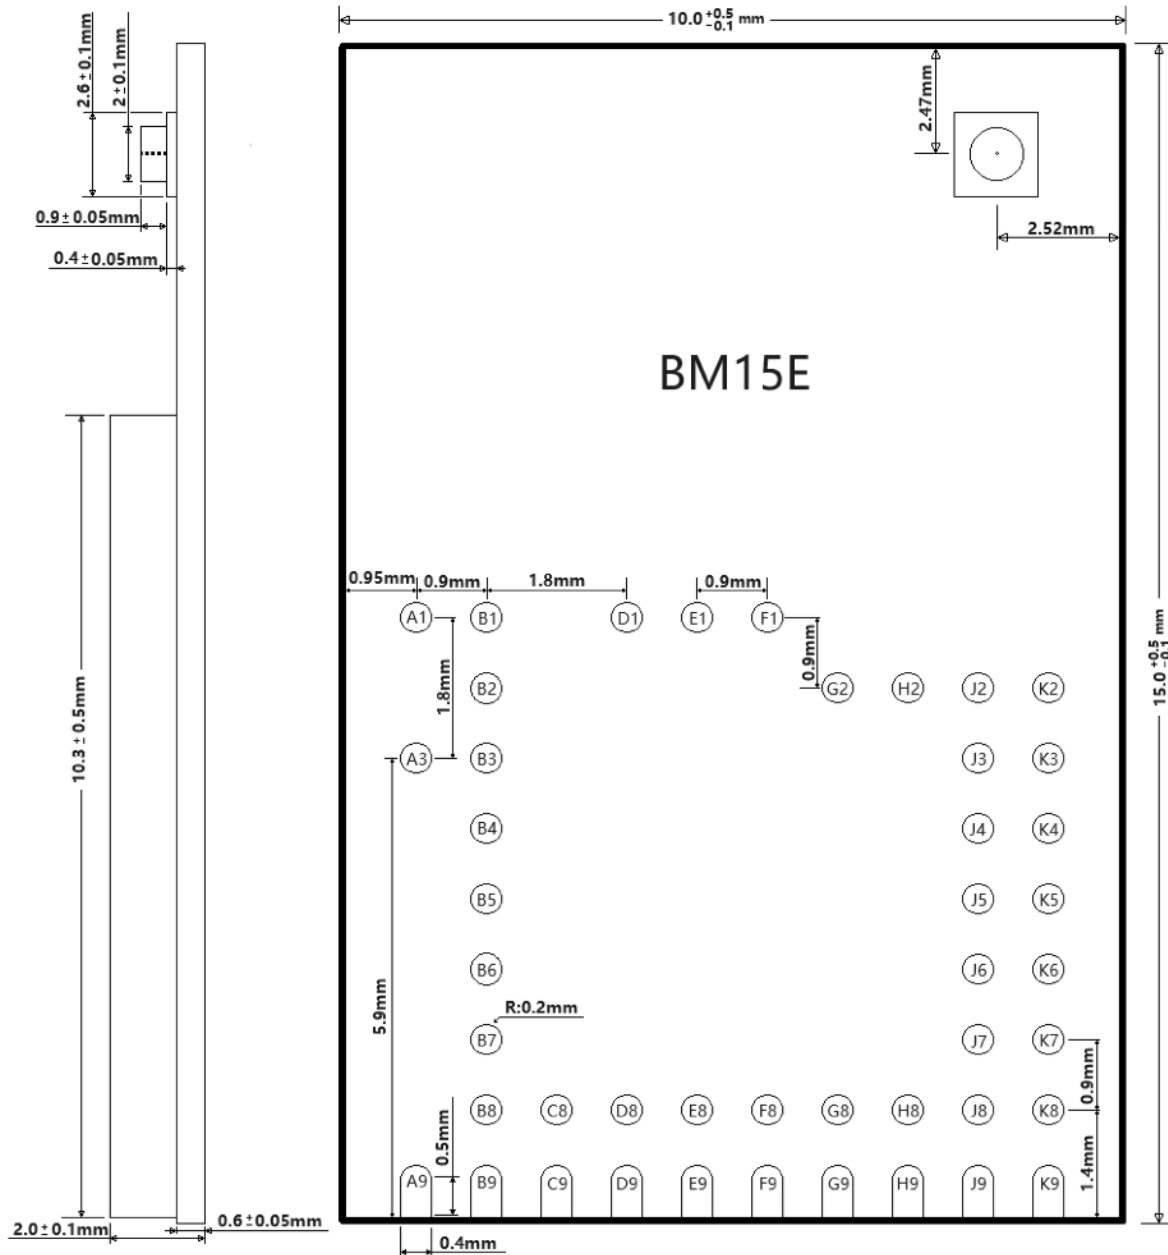 10.0 +0.5 -0.1 mm
2.6±0.1mm
2±0.1mm
2.47mm
0.9±0.05mm
2.52mm
0.4±0.05mm
BM15E
0.95mm 0.9mm 1.8mm 0.9mm
A1 B1 D1 E1 F1
0.9mm
15.0 +0.5 -0.1 mm
1.8mm
B2 G2 H2 J2 K2
10.3±0.5mm
A3 B3 J3 K3
B4 J4 K4
B5 J5 K5
B6 J6 K6
5.9mm
R:0.2mm
B7 J7 K7
0.9mm
B8 C8 D8 E8 F8 G8 H8 J8 K8
0.5mm
1.4mm
A9 B9 C9 D9 E9 F9 G9 H9 J9 K9
2.0±0.1mm 0.6±0.05mm
0.4mm